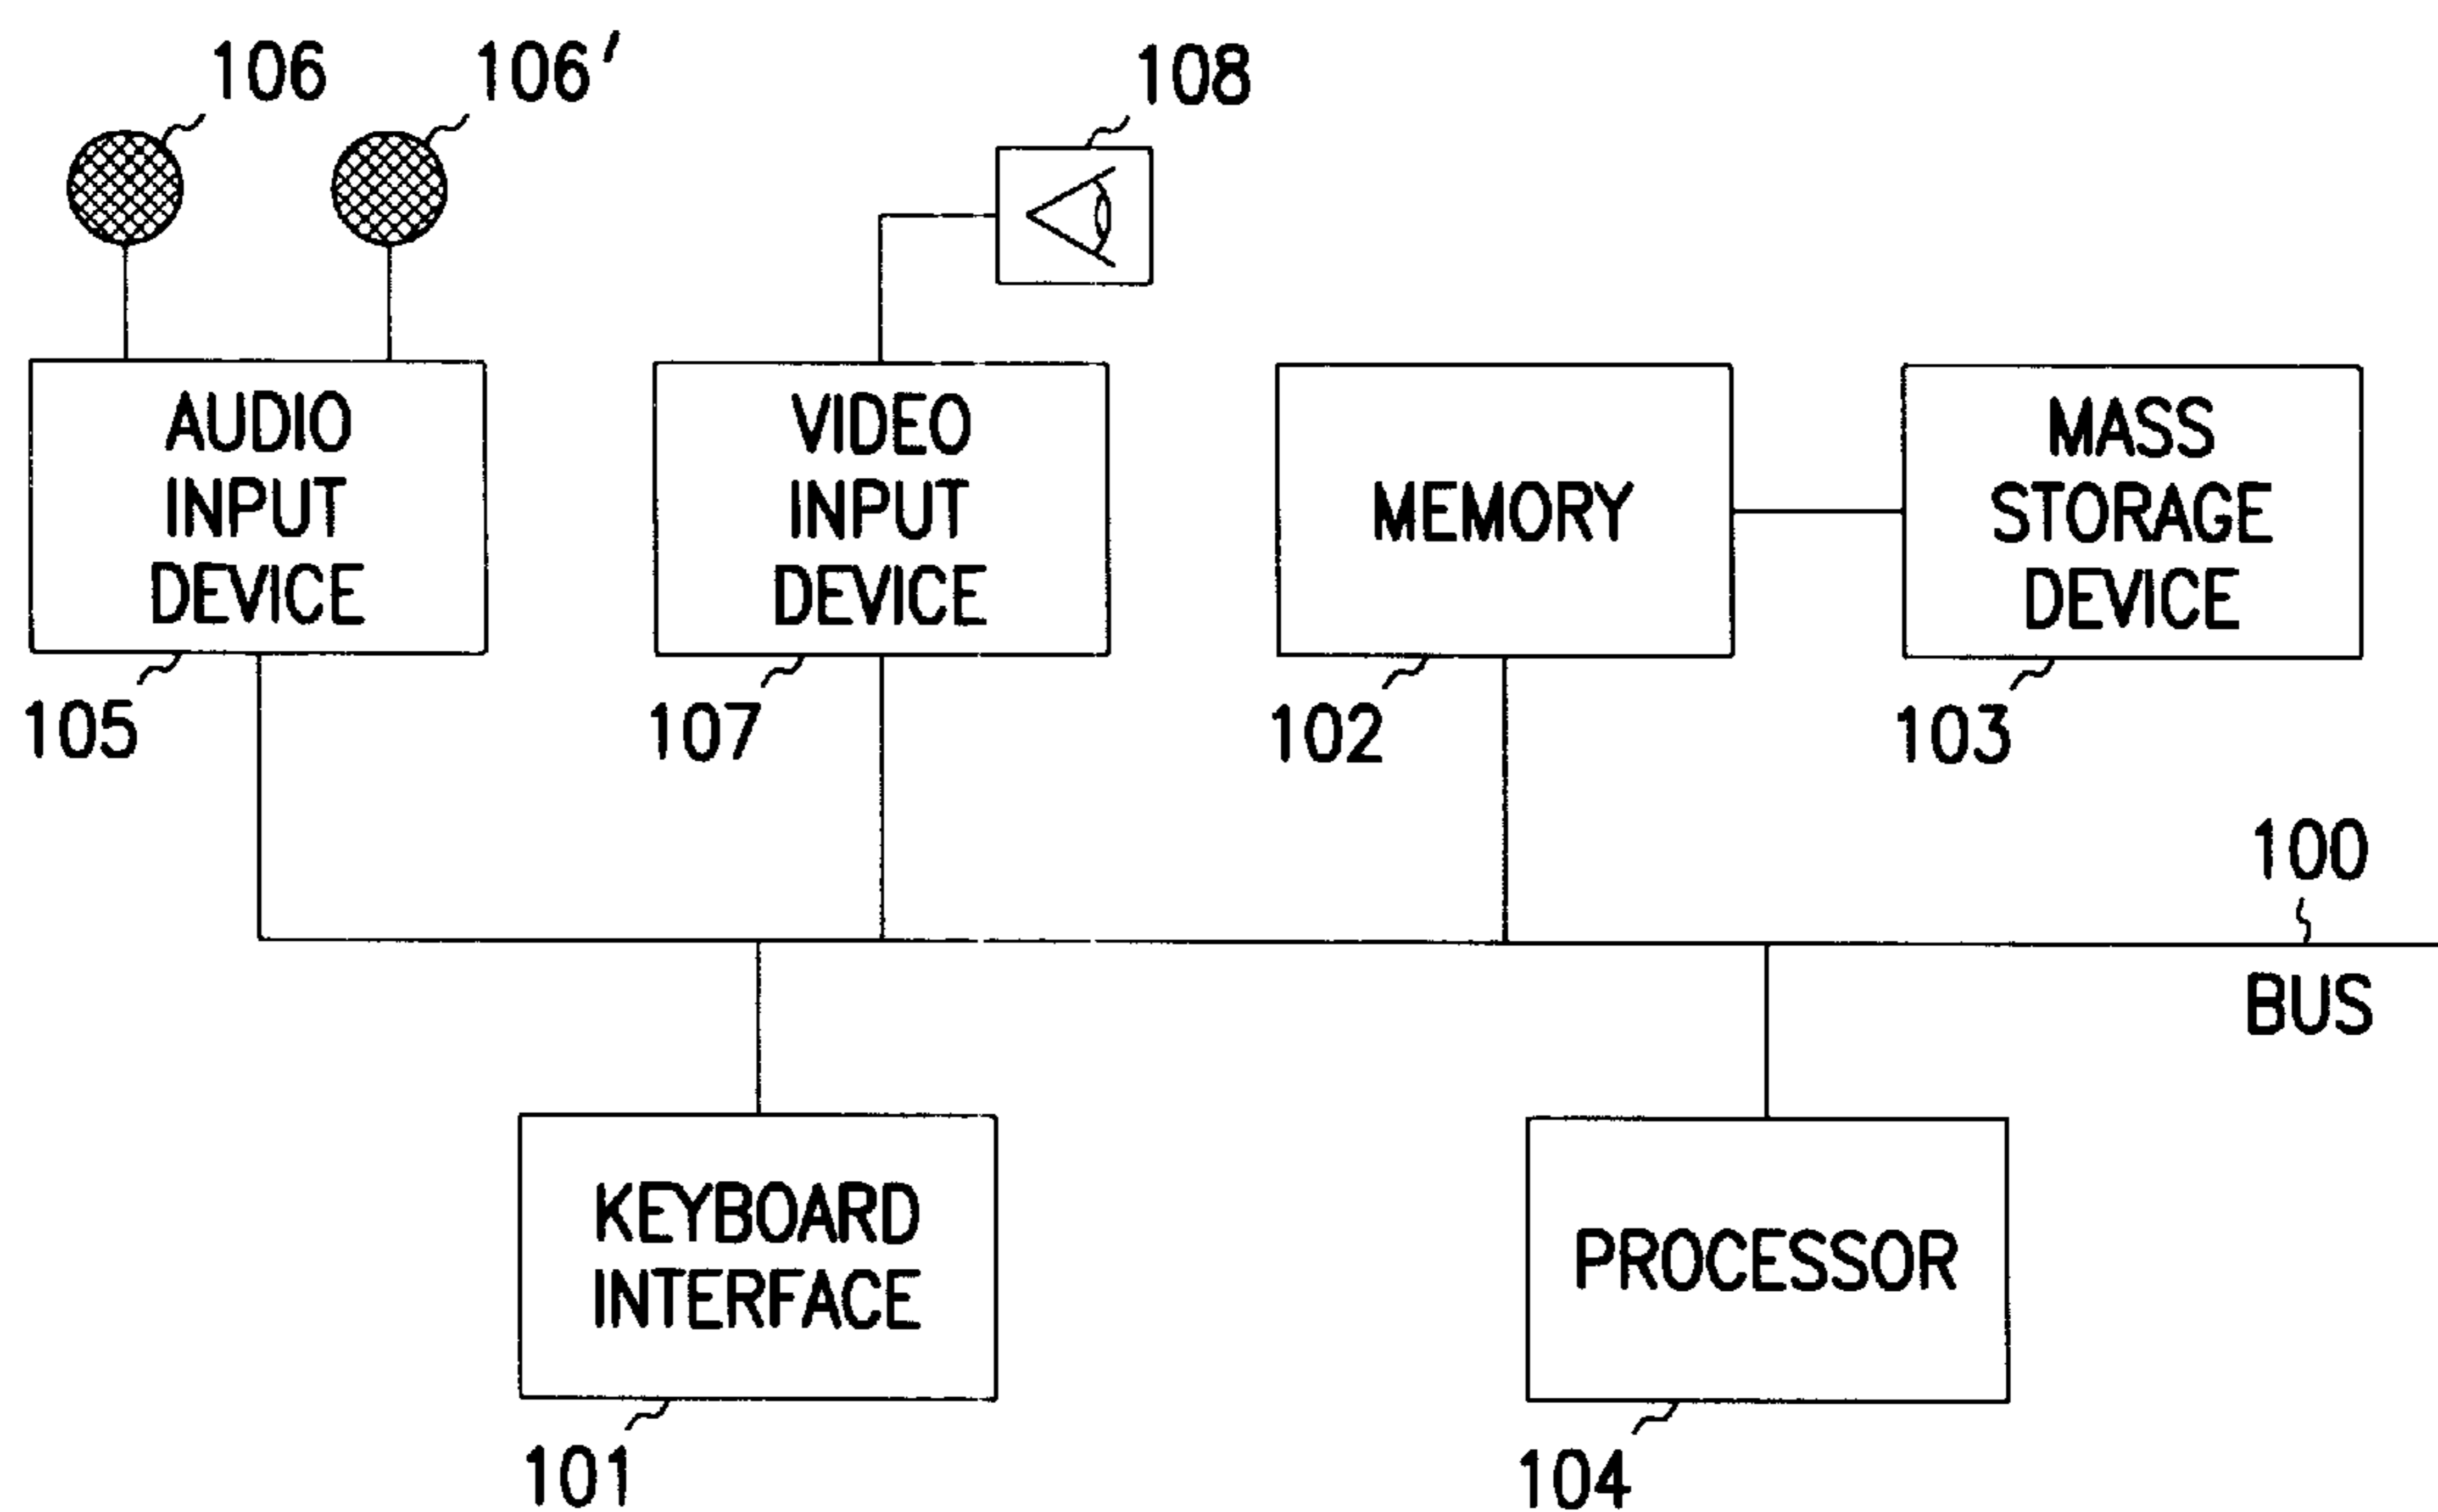 106
106'
108
AUDIO
INPUT
DEVICE
VIDEO
INPUT
DEVICE
MEMORY
MASS
STORAGE
DEVICE
105
107
102
103
100
BUS
KEYBOARD
INTERFACE
PROCESSOR
101
104